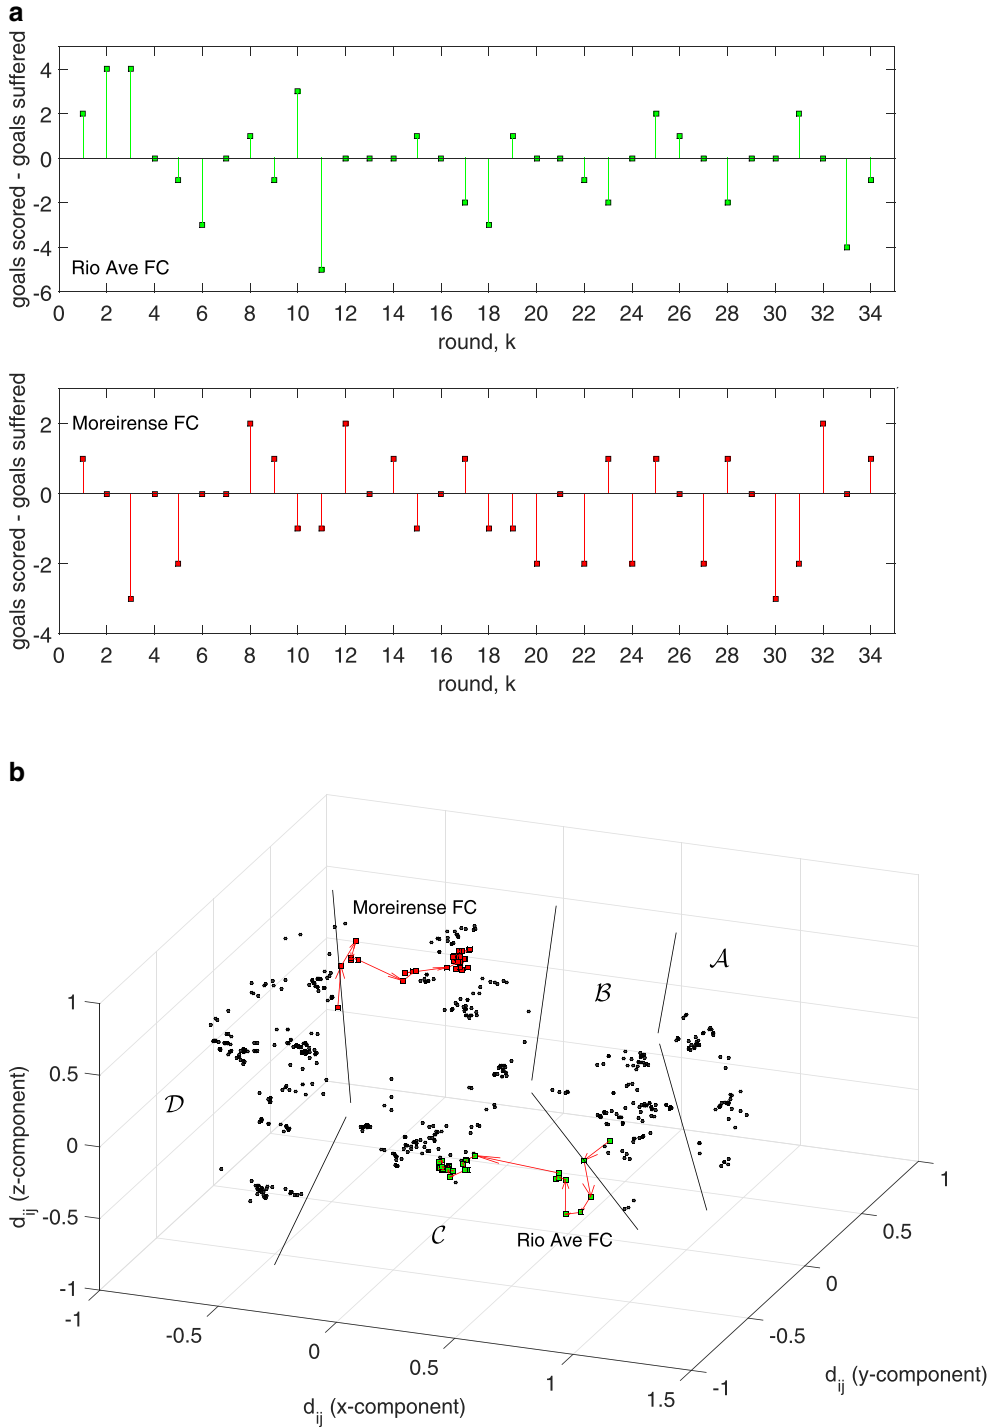 a
goals scored - goals suffered
4
2
0
-2
-4
-6
Rio Ave FC
0 2 4 6 8 10 12 14 16 18 20 22 24 26 28 30 32 34
round, k
goals scored - goals suffered
2
0
-2
-4
Moreirense FC
0 2 4 6 8 10 12 14 16 18 20 22 24 26 28 30 32 34
round, k
b
Moreirense FC
A
B
D
C
Rio Ave FC
d_ij (z-component)
1
0.5
0
-0.5
-1
-1
-0.5
0
0.5
1
1.5
d_ij (x-component)
-1
-0.5
0
0.5
1
d_ij (y-component)